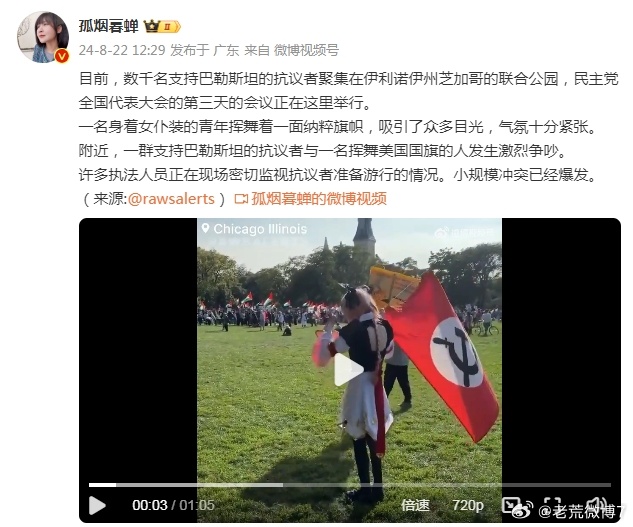 孤烟暮蝉
24-8-22 12:29 发布于 广东 来自 微博视频号
目前，数千名支持巴勒斯坦的抗议者聚集在伊利诺伊州芝加哥的联合公园，民主党
全国代表大会的第三天的会议正在这里举行。
一名身着女仆装的青年挥舞着一面纳粹旗帜，吸引了众多目光，气氛十分紧张。
附近，一群支持巴勒斯坦的抗议者与一名挥舞美国国旗的人发生激烈争吵。
许多执法人员正在现场密切监视抗议者准备游行的情况。小规模冲突已经爆发。
（来源:@rawsalerts）孤烟暮蝉的微博视频
Chicago Illinois
00:03 / 01:05
倍速
720p
@老荒微博7